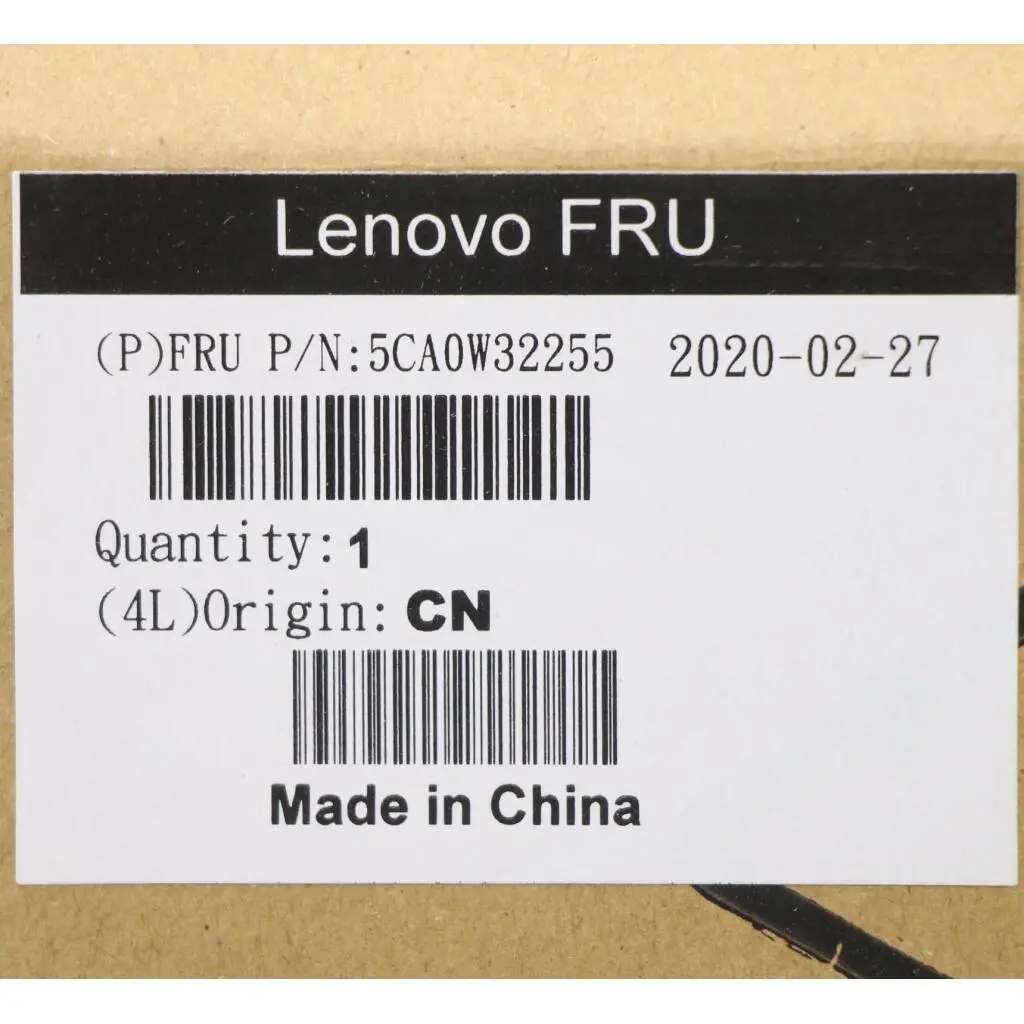 Lenovo FRU
(P)FRU P/N:5CA0W32255 2020-02-27
Quantity:1
(4L)Origin:CN
Made in China